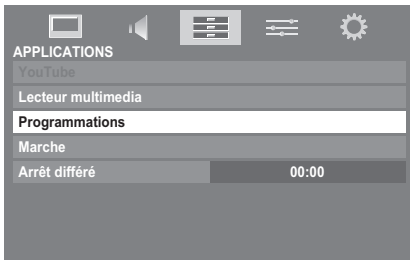 APPLICATIONS
YouTube
Lecteur multimedia
Programmations
Marche
Arrêt différé 00:00